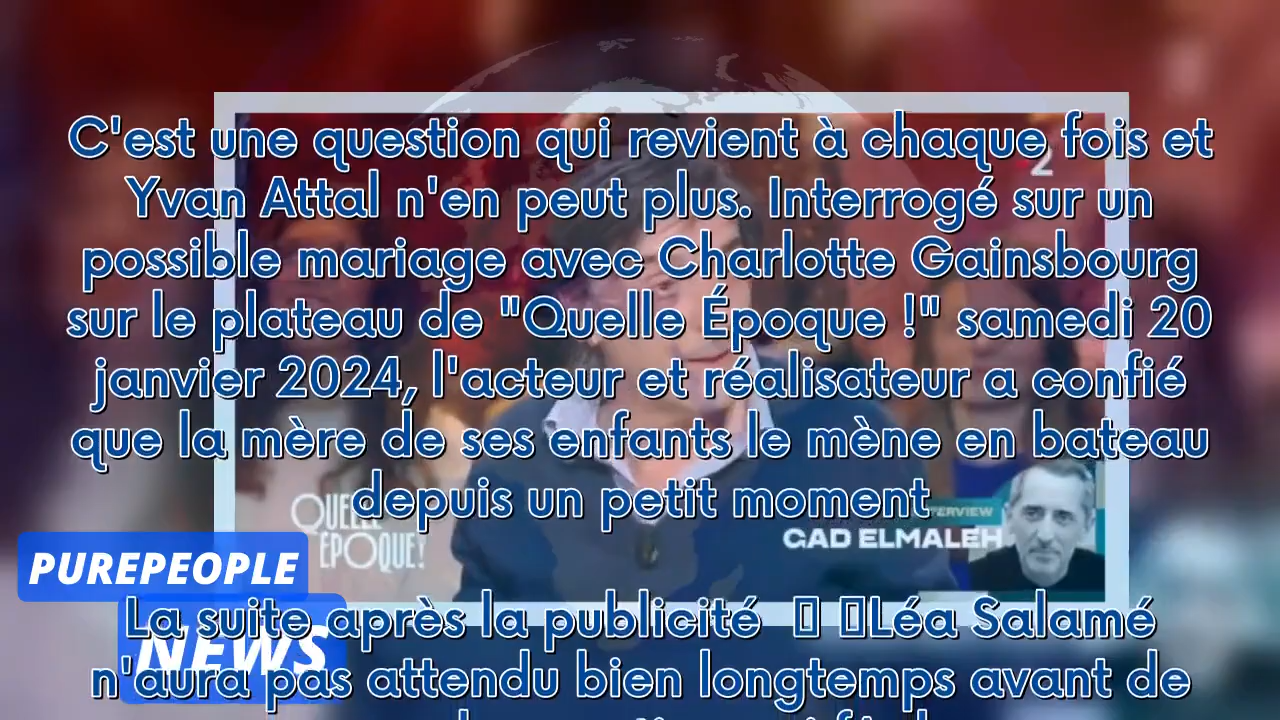 C'est une question qui revient à chaque fois et
2
Yvan Attal n'en peut plus. Interrogé sur un
possible mariage avec Charlotte Gainsbourg
sur le plateau de "Quelle Époque !" samedi 20
janvier 2024, l'acteur et réalisateur a confié
que la mère de ses enfants le mène en bateau
depuis un petit moment
QUELLE
ÉPOQUE!
GAD ELMALEH
PUREPEOPLE
NEWS
La suite après la publicité Léa Salamé
n'aura pas attendu bien longtemps avant de